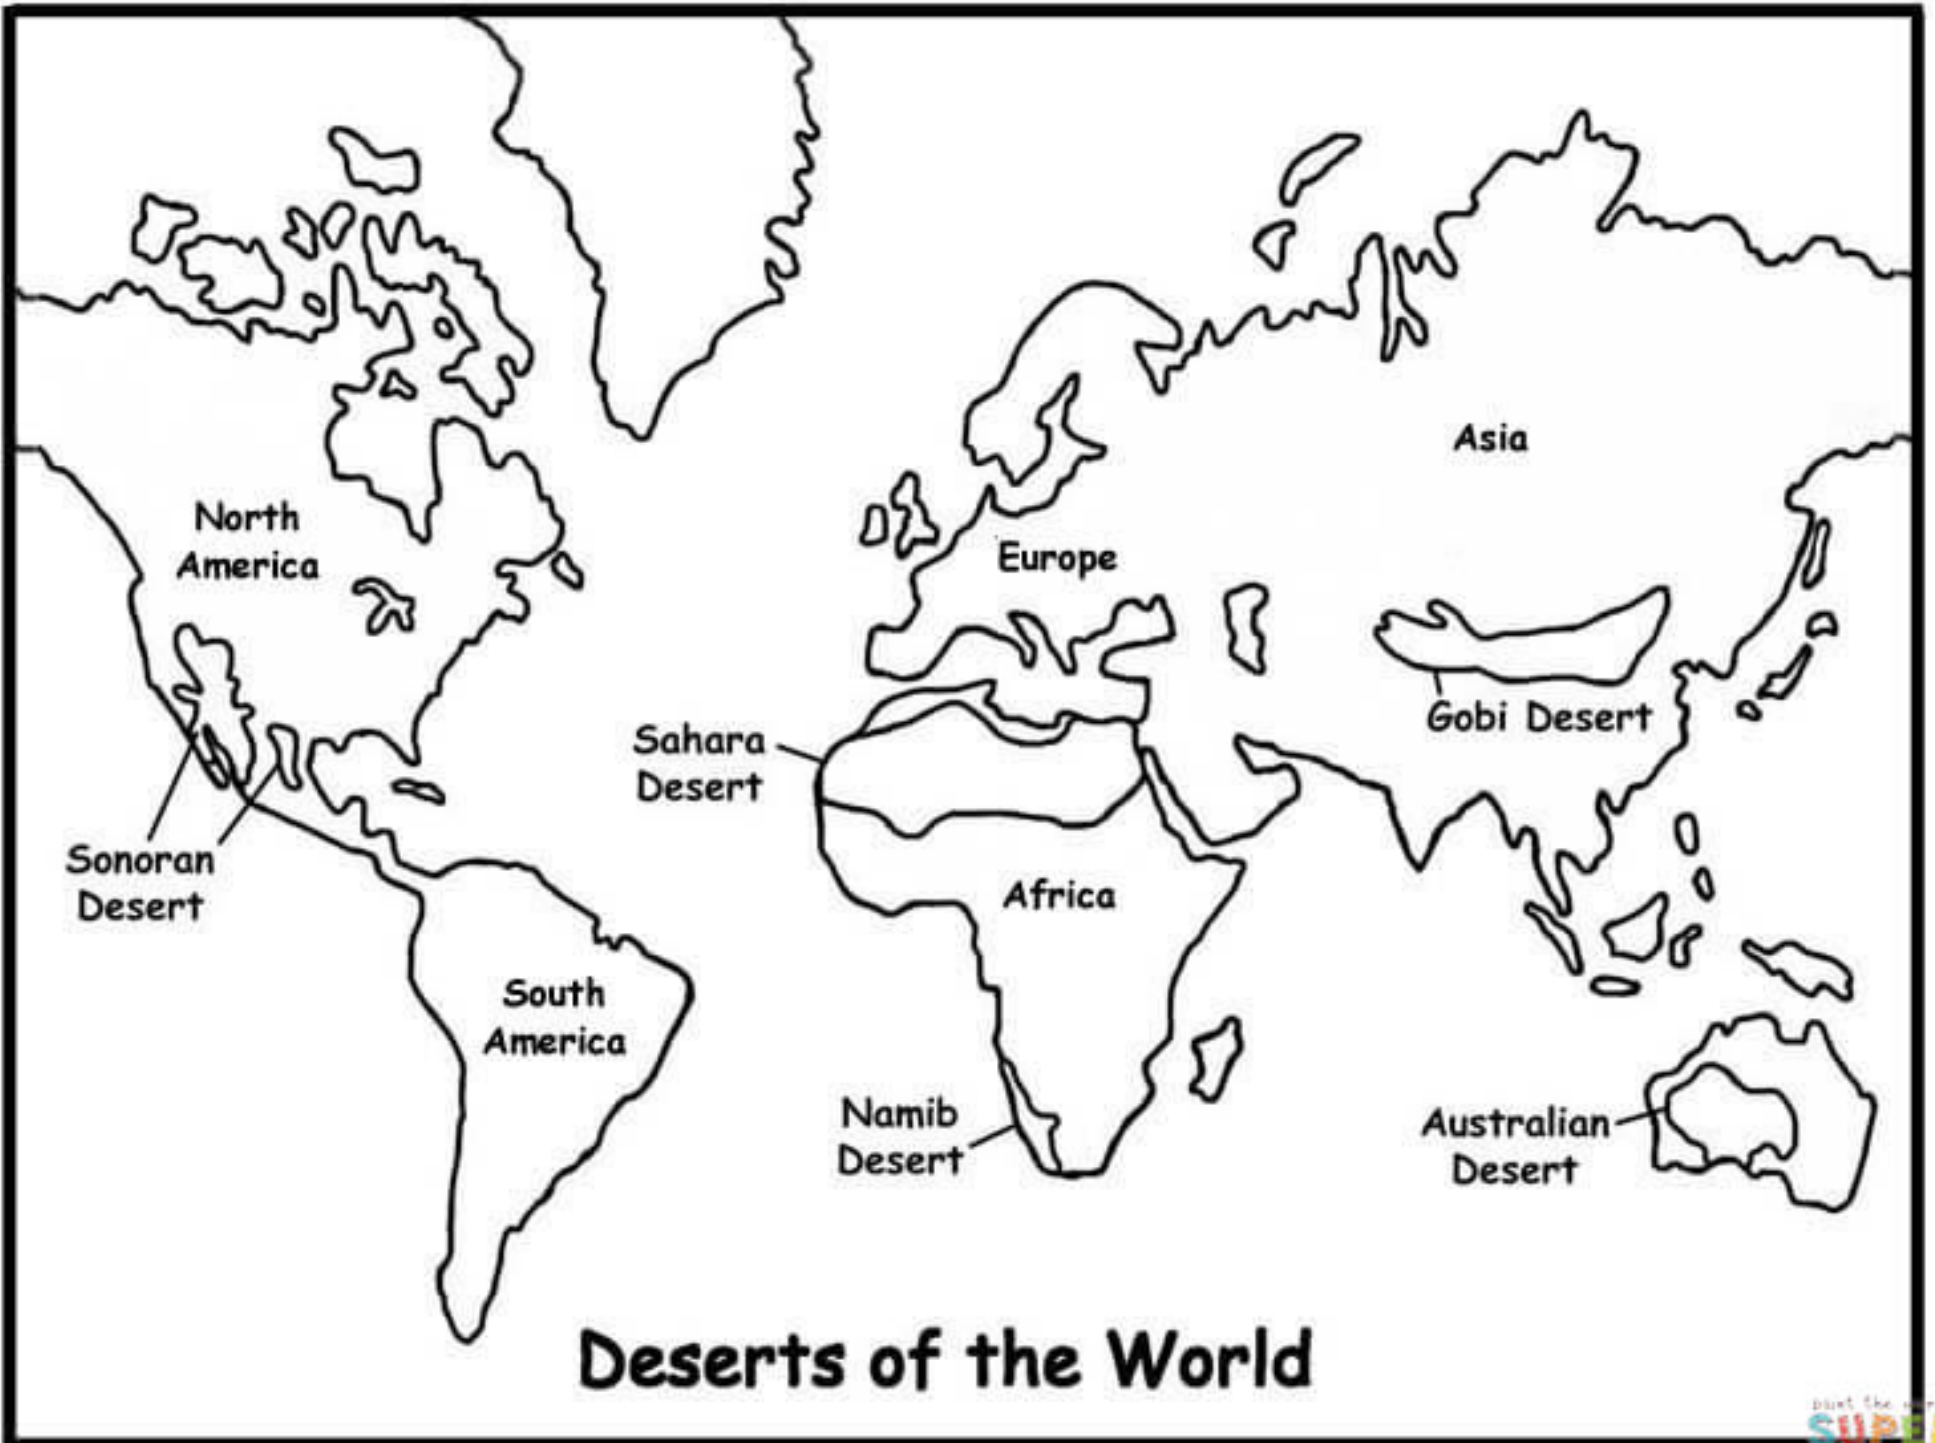 Asia
North
America
Europe
Gobi Desert
Sahara
Desert
Sonoran
Desert
Africa
South
America
Namib
Desert
Australian
Desert
Deserts of the World